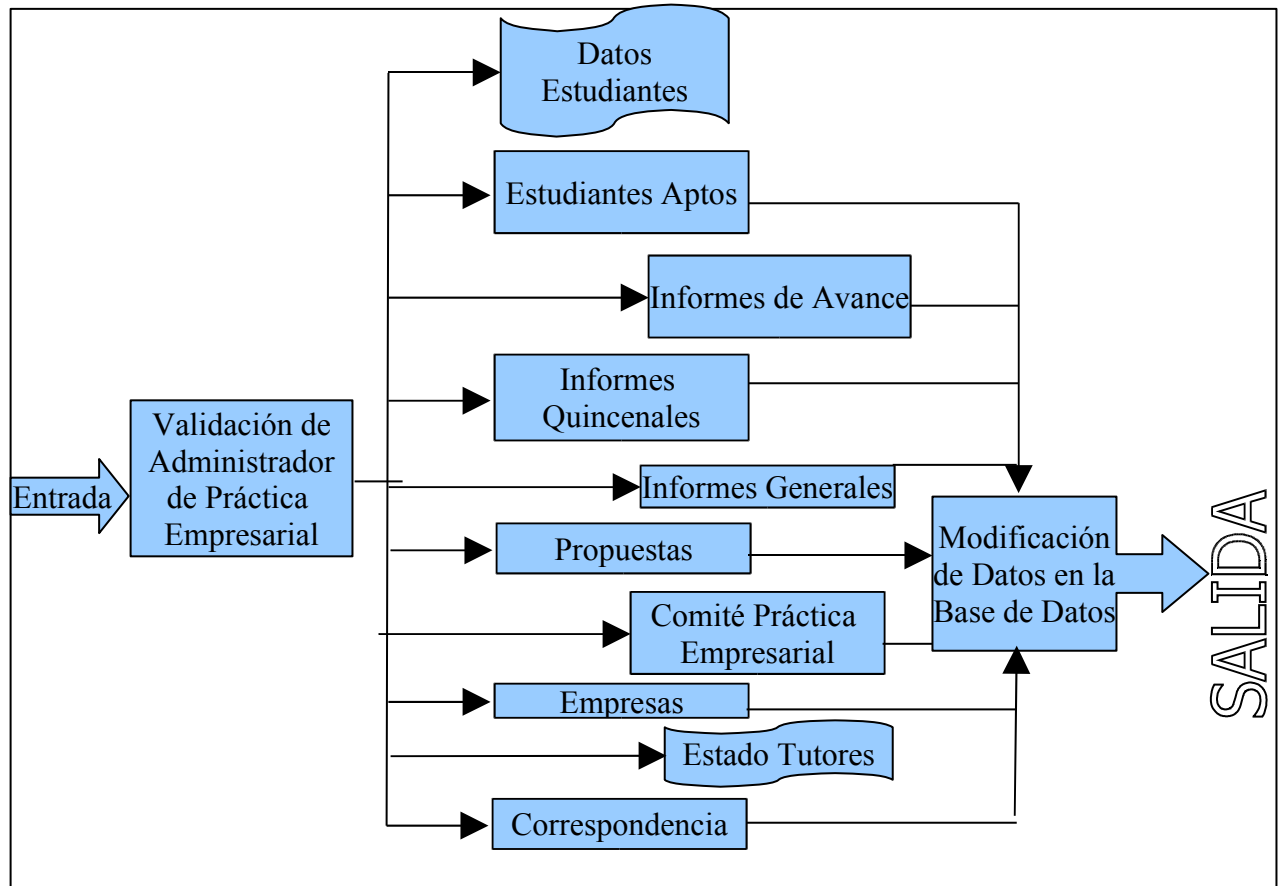 Datos
Estudiantes
Estudiantes Aptos
Informes de Avance
Informes
Quincenales
Entrada
Validación de
Administrador
de Práctica
Empresarial
Informes Generales
Propuestas
Modificación
de Datos en la
Base de Datos
SALIDA
Comité Práctica
Empresarial
Empresas
Estado Tutores
Correspondencia